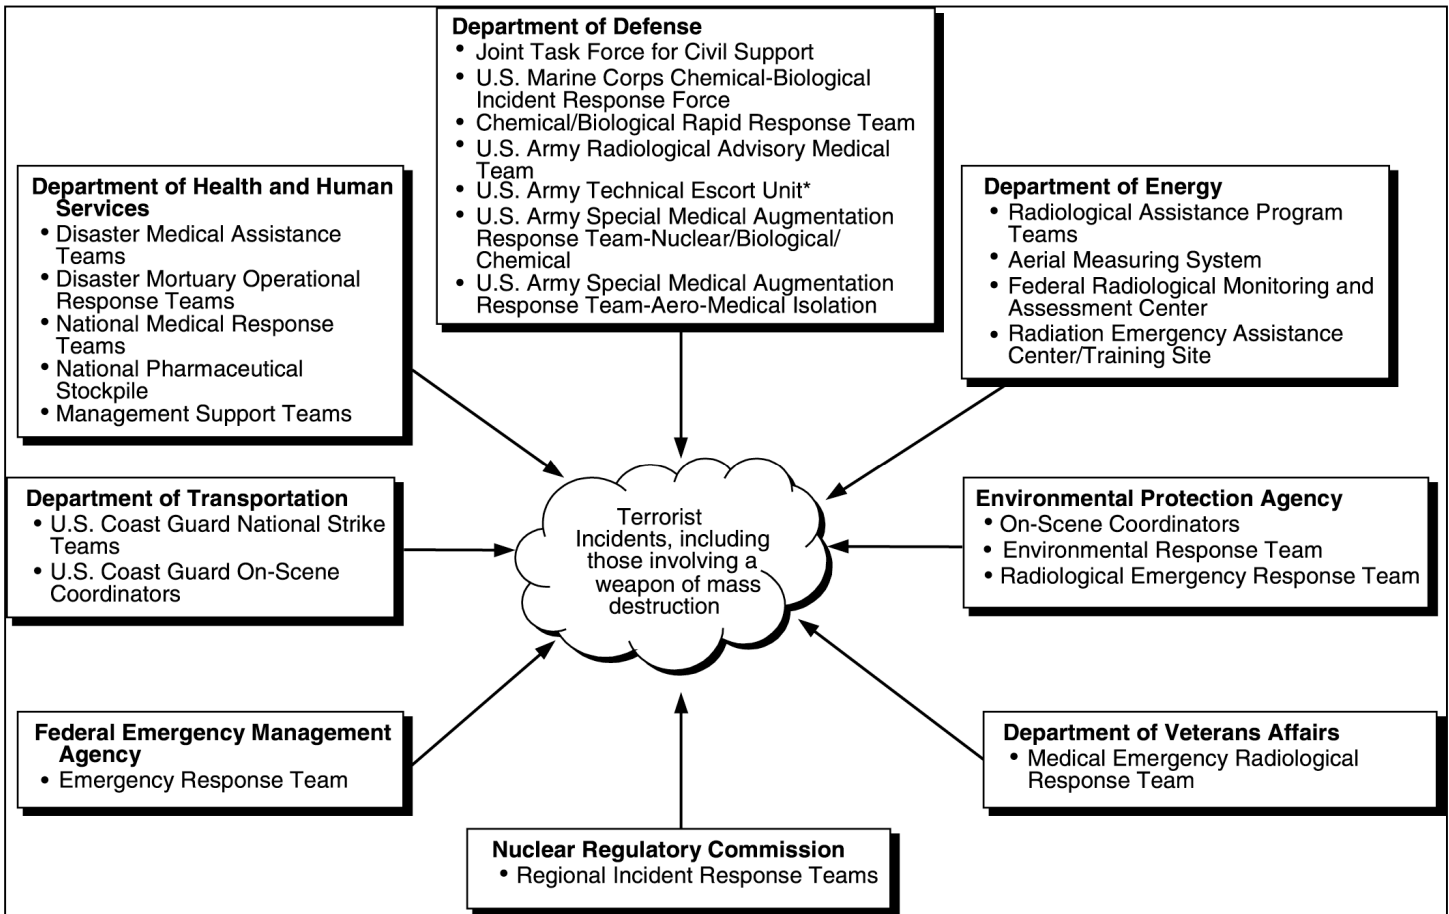 Department of Defense
• Joint Task Force for Civil Support
• U.S. Marine Corps Chemical-Biological
Incident Response Force
• Chemical/Biological Rapid Response Team
• U.S. Army Radiological Advisory Medical
Team
• U.S. Army Technical Escort Unit*
• U.S. Army Special Medical Augmentation
Response Team-Nuclear/Biological/
Chemical
• U.S. Army Special Medical Augmentation
Response Team-Aero-Medical Isolation
Department of Health and Human
Services
• Disaster Medical Assistance
Teams
• Disaster Mortuary Operational
Response Teams
• National Medical Response
Teams
• National Pharmaceutical
Stockpile
• Management Support Teams
Department of Energy
• Radiological Assistance Program
Teams
• Aerial Measuring System
• Federal Radiological Monitoring and
Assessment Center
• Radiation Emergency Assistance
Center/Training Site
Department of Transportation
• U.S. Coast Guard National Strike
Teams
• U.S. Coast Guard On-Scene
Coordinators
Terrorist
Incidents, including
those involving a
weapon of mass
destruction
Environmental Protection Agency
• On-Scene Coordinators
• Environmental Response Team
• Radiological Emergency Response Team
Federal Emergency Management
Agency
• Emergency Response Team
Department of Veterans Affairs
• Medical Emergency Radiological
Response Team
Nuclear Regulatory Commission
• Regional Incident Response Teams